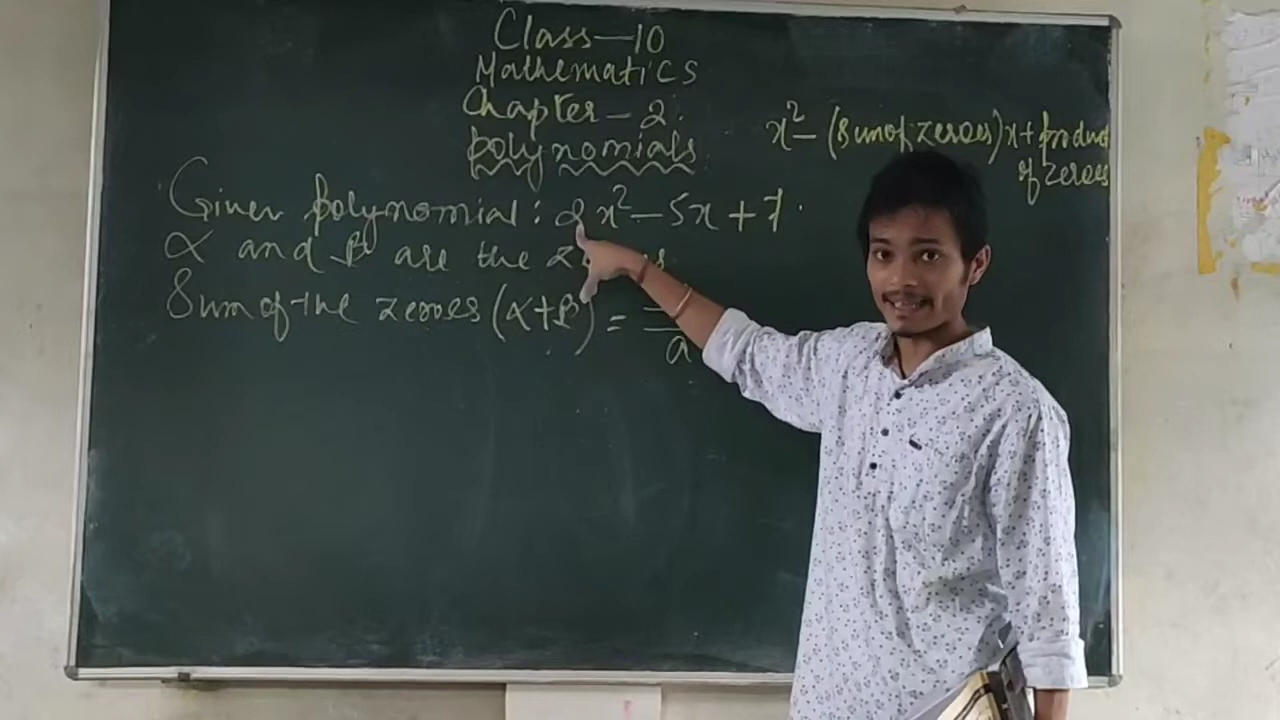 Class—10
Mathematics
Chapter—2.
Polynomials
x² – (Sum of zeroes)x + product
of zeroes
Given polynomial: 2x² – 5x + 7.
α and β are the
Sum of the zeroes (α+β) = —
a